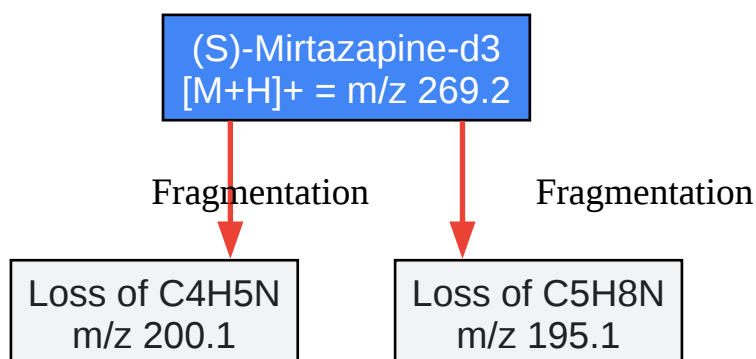 (S)-Mirtazapine-d3
[M+H]+ = m/z 269.2
Fragmentation
Fragmentation
Loss of C4H5N
m/z 200.1
Loss of C5H8N
m/z 195.1